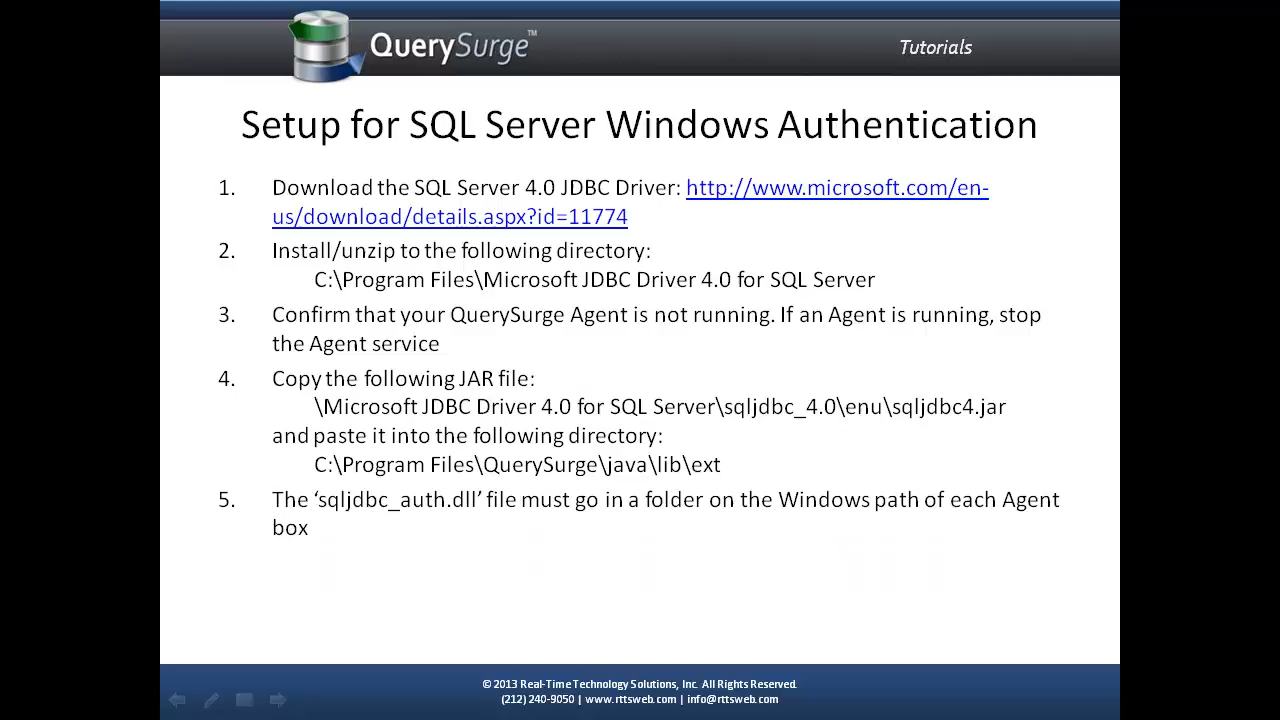 QuerySurge™
Tutorials
Setup for SQL Server Windows Authentication
1. Download the SQL Server 4.0 JDBC Driver: http://www.microsoft.com/en-
us/download/details.aspx?id=11774
2. Install/unzip to the following directory:
C:\Program Files\Microsoft JDBC Driver 4.0 for SQL Server
3. Confirm that your QuerySurge Agent is not running. If an Agent is running, stop
the Agent service
4. Copy the following JAR file:
\Microsoft JDBC Driver 4.0 for SQL Server\sqljdbc_4.0\enu\sqljdbc4.jar
and paste it into the following directory:
C:\Program Files\QuerySurge\java\lib\ext
5. The ‘sqljdbc_auth.dll’ file must go in a folder on the Windows path of each Agent
box
© 2013 Real-Time Technology Solutions, Inc. All Rights Reserved.
(212) 240-9050 | www.rttsweb.com | info@rttsweb.com